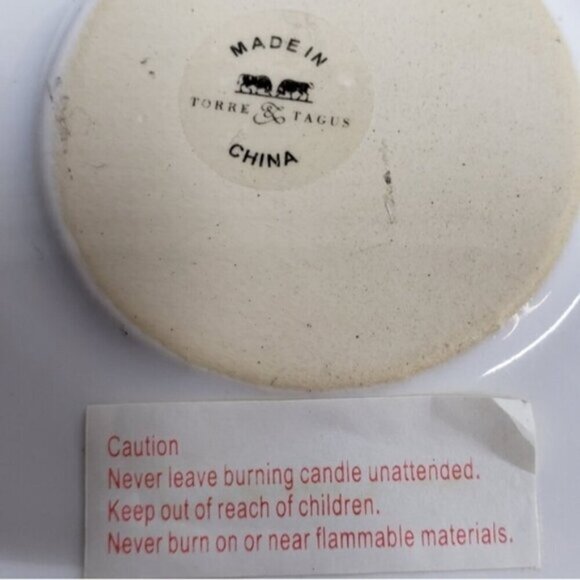 MADE IN
TORRE & TAGUS
CHINA
Caution
Never leave burning candle unattended.
Keep out of reach of children.
Never burn on or near flammable materials.